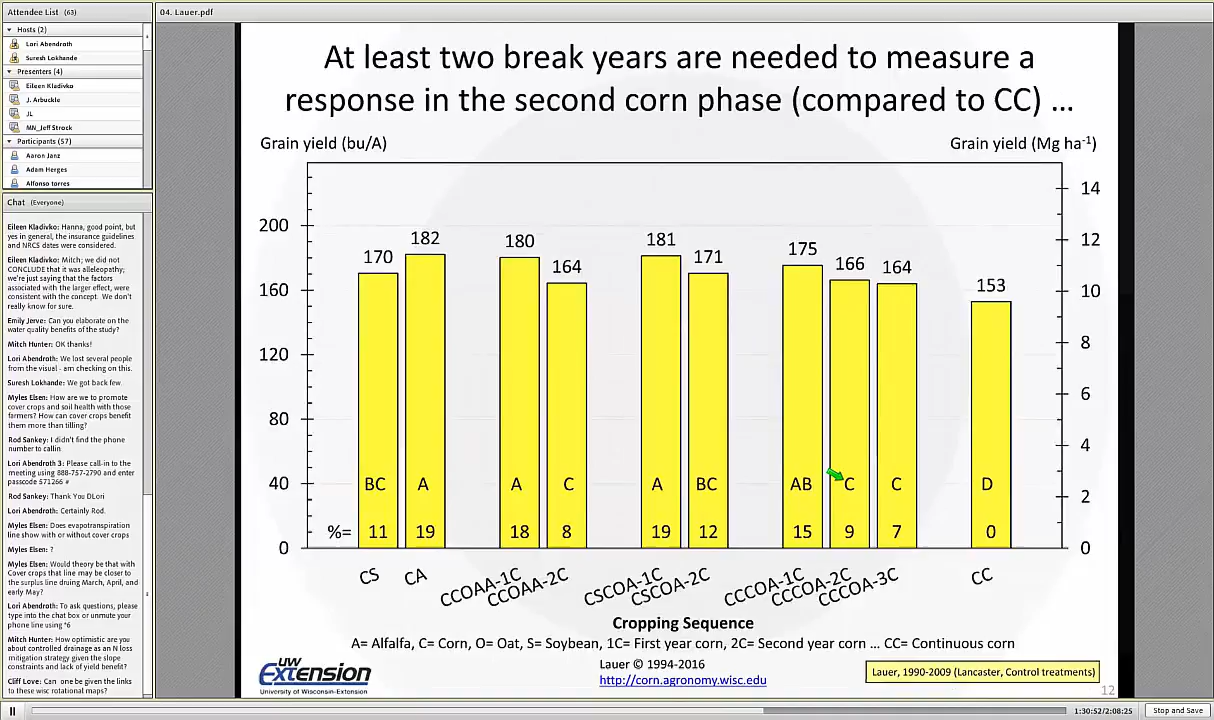 Attendee List (63)
Hosts (2)
Lori Abendroth
Suresh Lokhande
Presenters (4)
Eileen Kladivko
J. Arbuckle
JL
MN_Jeff Strock
Participants (57)
Aaron Janz
Adam Herges
Alfonso torres
Chat (Everyone)
Eileen Kladivko: Hanna, good point, but
yes in general, the insurance guidelines
and NRCS dates were considered.
Eileen Kladivko: Mitch; we did not
CONCLUDE that it was alleleopathy;
we're just saying that the factors
associated with the larger effect, were
consistent with the concept. We don't
really know for sure.
Emily Jerve: Can you elaborate on the
water quality benefits of the study?
Mitch Hunter: OK thanks!
Lori Abendroth: We lost several people
from the visual - am checking on this.
Suresh Lokhande: We got back few.
Myles Elsen: How are we to promote
cover crops and soil health with those
farmers? How can cover crops benefit
them more than tilling?
Rod Sankey: I didn't find the phone
number to callin
Lori Abendroth 3: Please call-in to the
meeting using 888-757-2790 and enter
passcode 571266 #
Rod Sankey: Thank You DLori
Lori Abendroth: Certainly Rod.
Myles Elsen: Does evapotranspiration
line show with or without cover crops
Myles Elsen: ?
Myles Elsen: Would theory be that with
Cover crops that line may be closer to
the surplus line druing March, April, and
early May?
Lori Abendroth: To ask questions, please
type into the chat box or unmute your
phone line using *6
Mitch Hunter: How optimistic are you
about controlled drainage as an N loss
mitigation strategy given the slope
constraints and lack of yield benefit?
Cliff Love: Can one be given the links
to these wisc rotational maps?
04. Lauer.pdf
At least two break years are needed to measure a
response in the second corn phase (compared to CC) …
Grain yield (bu/A)
Grain yield (Mg ha-1)
200
160
120
80
40
0
14
12
10
8
6
4
2
0
170 182 180 164 181 171 175 166 164 153
BC A A C A BC AB C C D
%= 11 19 18 8 19 12 15 9 7 0
CS CA CCOAA-1C CCOAA-2C CSCOA-1C CSCOA-2C CCCOA-1C CCCOA-2C CCCOA-3C CC
Cropping Sequence
A= Alfalfa, C= Corn, O= Oat, S= Soybean, 1C= First year corn, 2C= Second year corn … CC= Continuous corn
UW Extension
University of Wisconsin-Extension
Lauer © 1994-2016
http://corn.agronomy.wisc.edu
Lauer, 1990-2009 (Lancaster, Control treatments)
12
1:30:52/2:08:25
Stop and Save